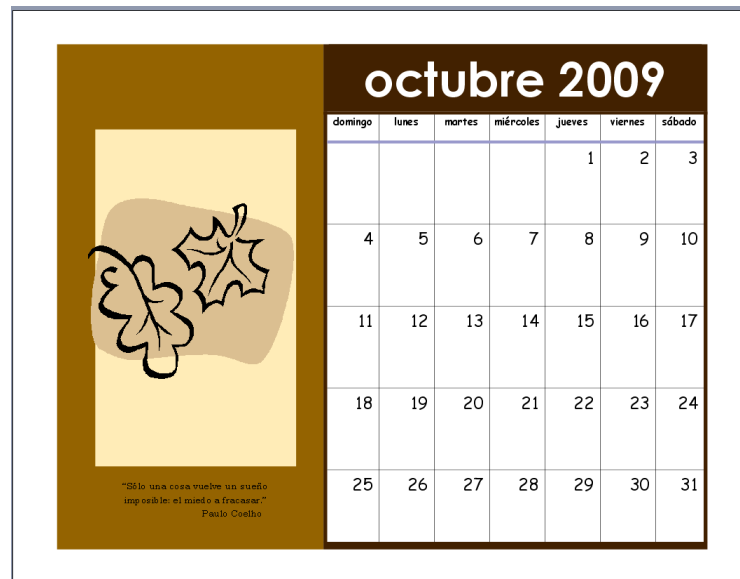 octubre 2009
domingo lunes martes miércoles jueves viernes sábado
1 2 3
4 5 6 7 8 9 10
11 12 13 14 15 16 17
18 19 20 21 22 23 24
25 26 27 28 29 30 31
“Sólo una cosa vuelve un sueño
imposible: el miedo a fracasar.”
Paulo Coelho